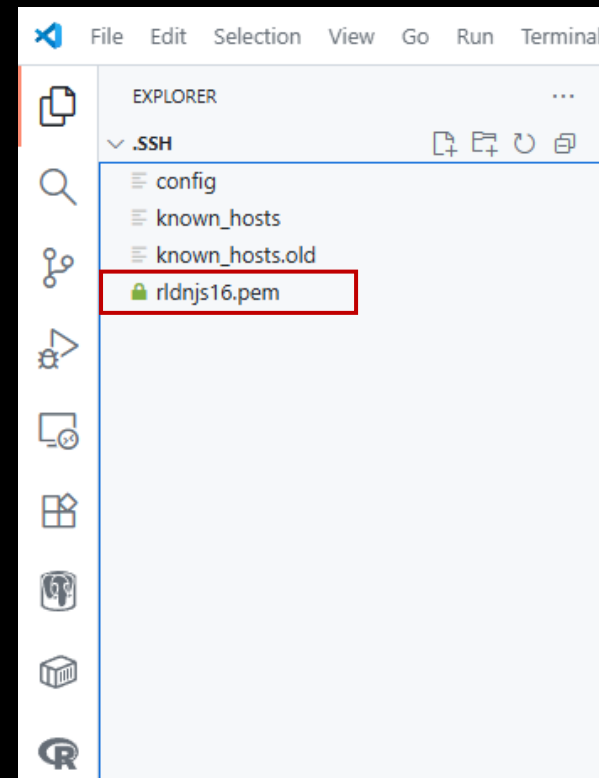 File Edit Selection View Go Run Terminal
EXPLORER
.SSH
config
known_hosts
known_hosts.old
rldnjs16.pem